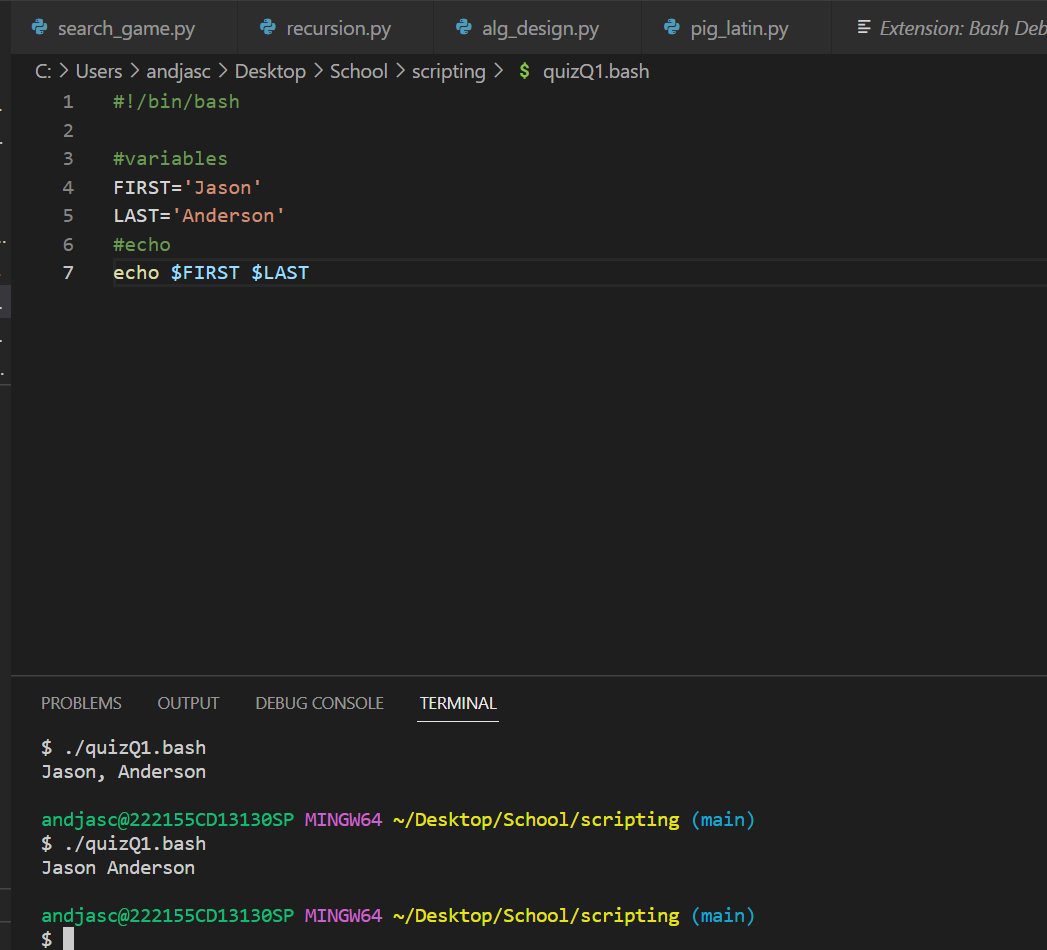 search_game.py recursion.py alg_design.py pig_latin.py Extension: Bash Deb
C: > Users > andjasc > Desktop > School > scripting > $ quizQ1.bash
1 #!/bin/bash
2
3 #variables
4 FIRST='Jason'
5 LAST='Anderson'
6 #echo
7 echo $FIRST $LAST
PROBLEMS OUTPUT DEBUG CONSOLE TERMINAL
$ ./quizQ1.bash
Jason, Anderson
andjasc@222155CD13130SP MINGW64 ~/Desktop/School/scripting (main)
$ ./quizQ1.bash
Jason Anderson
andjasc@222155CD13130SP MINGW64 ~/Desktop/School/scripting (main)
$